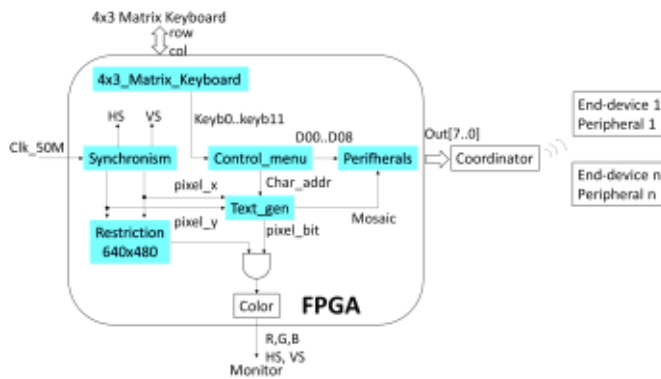 4x3 Matrix Keyboard
row
col
4x3_Matrix_Keyboard
HS
VS
Keyb0..keyb11
D00..D08
Out[7..0]
End-device 1
Peripheral 1
Clk_50M
Synchronism
Control_menu
Perifherals
Coordinator
pixel_x
Char_addr
End-device n
Peripheral n
Text_gen
pixel_y
Mosaic
Restriction
640x480
pixel_bit
Color
FPGA
R,G,B
HS, VS
Monitor